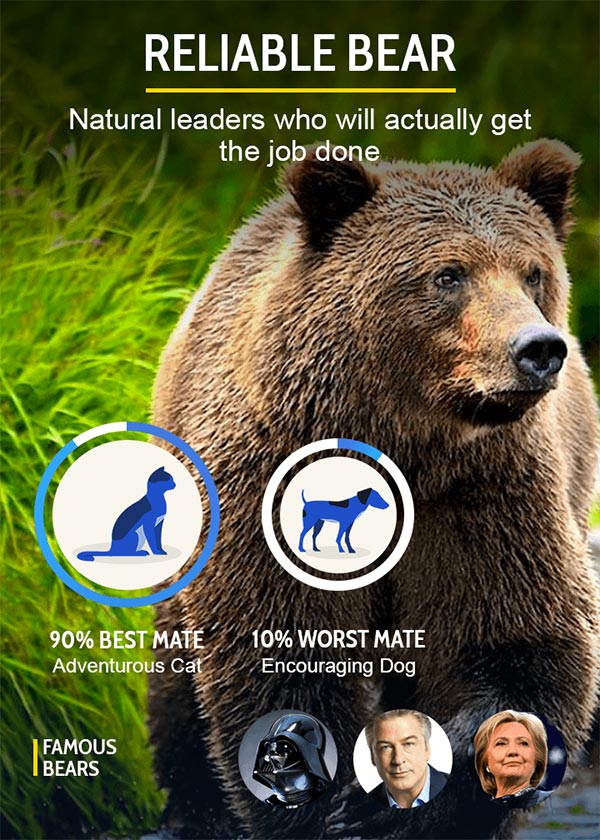 RELIABLE BEAR
Natural leaders who will actually get
the job done
90% BEST MATE
Adventurous Cat
10% WORST MATE
Encouraging Dog
FAMOUS
BEARS